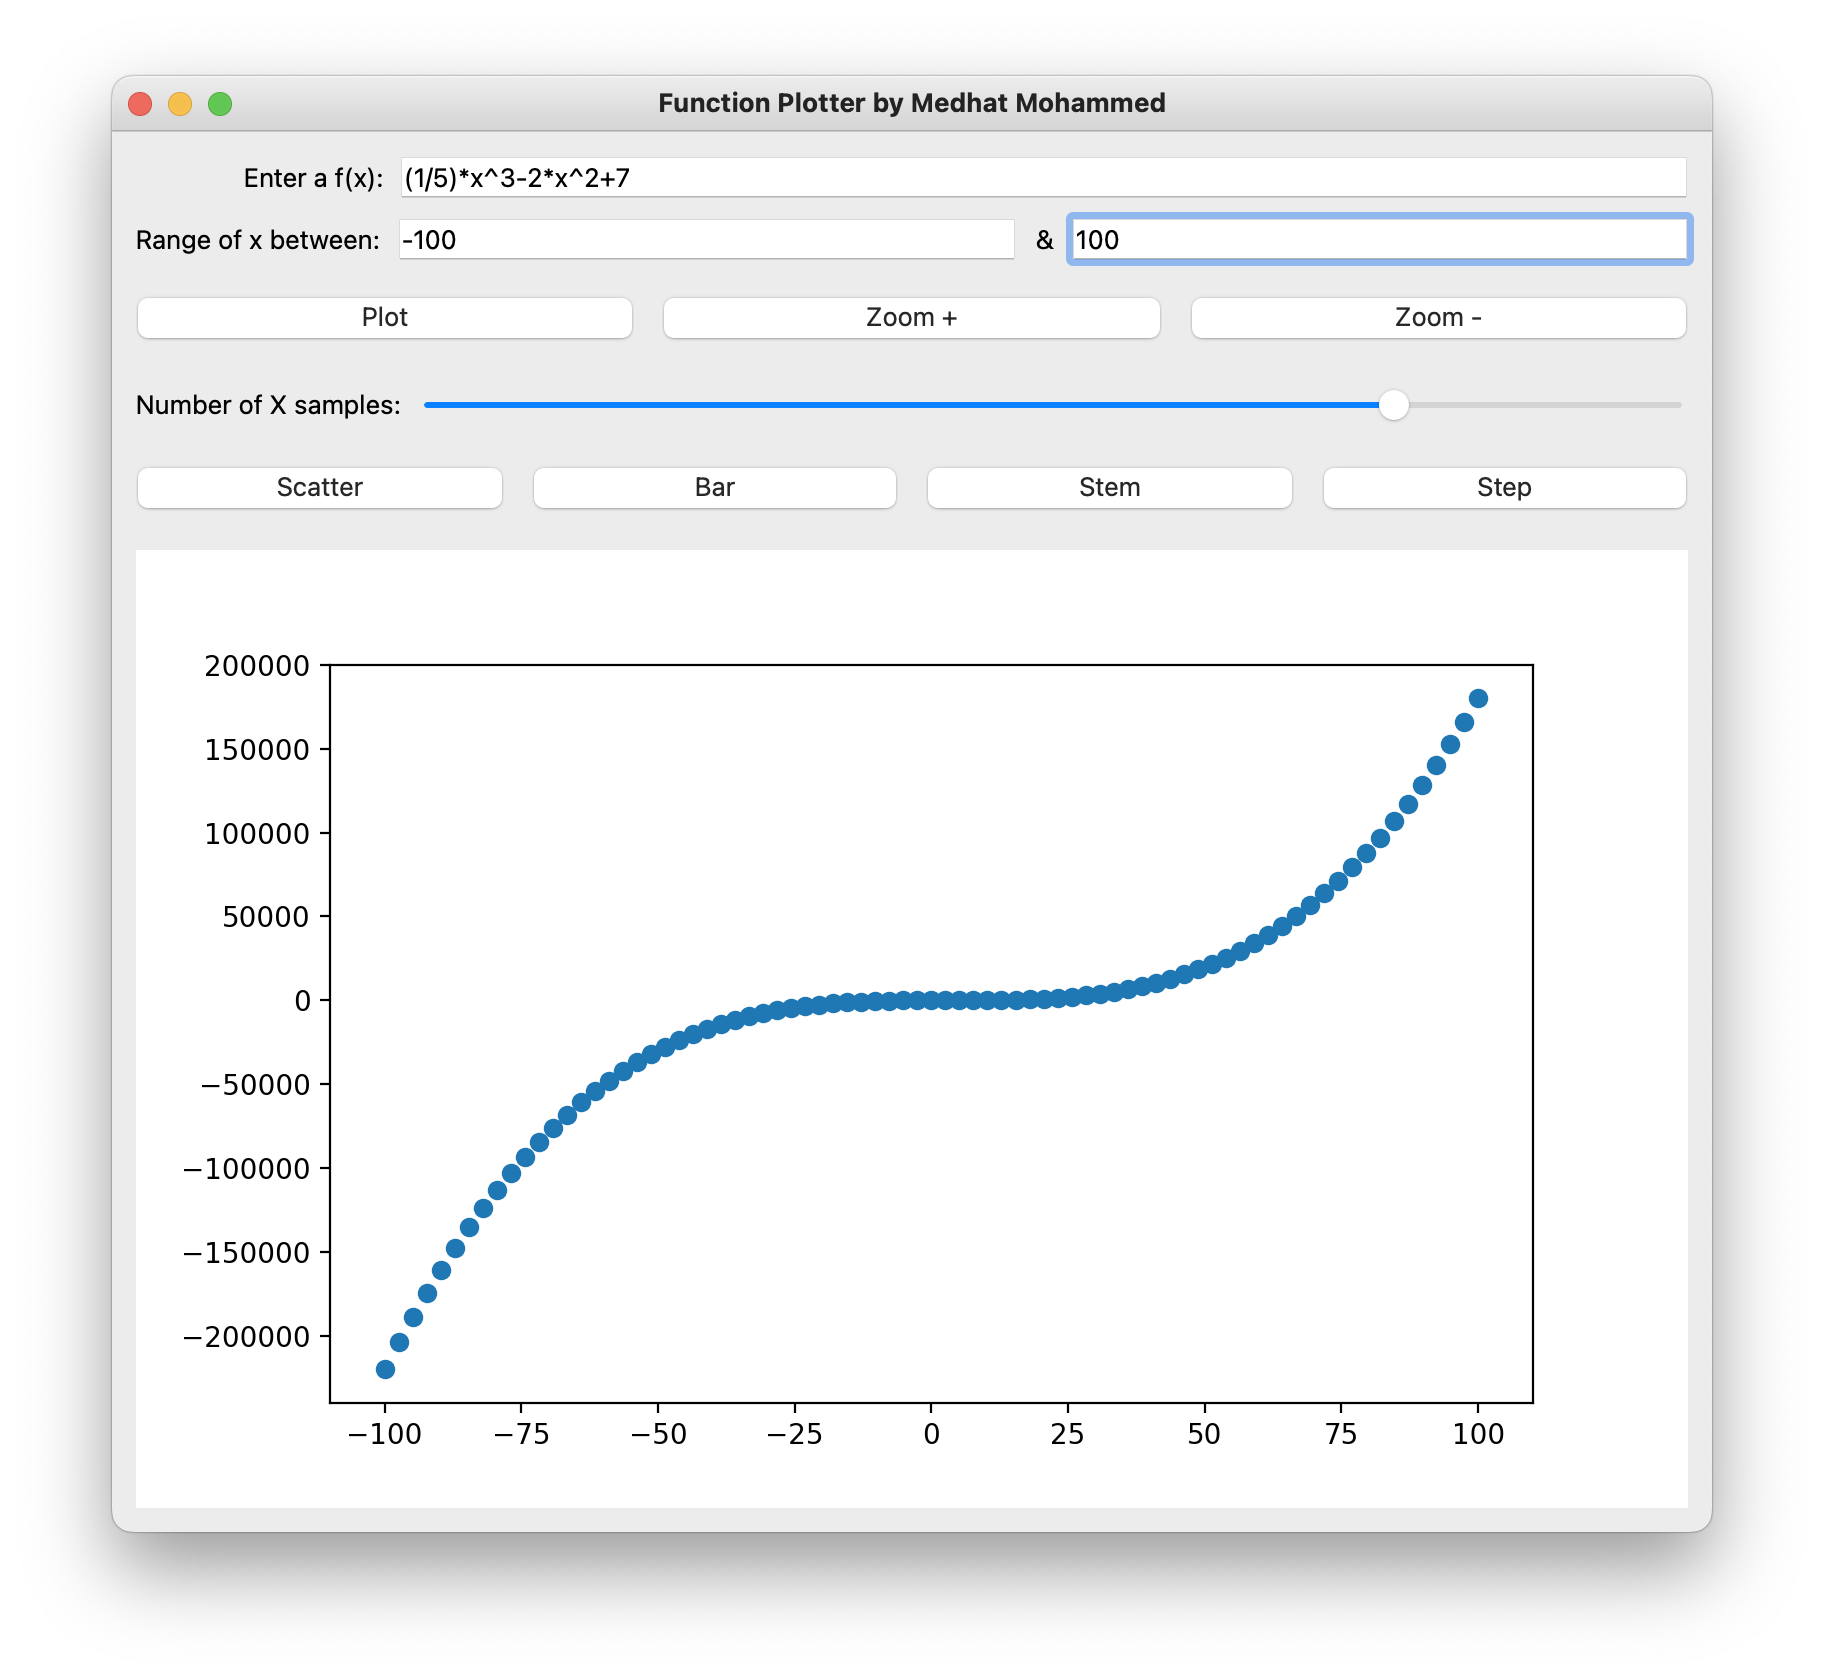 Function Plotter by Medhat Mohammed
Enter a f(x): (1/5)*x^3-2*x^2+7
Range of x between: -100 & 100
Plot Zoom + Zoom -
Number of X samples:
Scatter Bar Stem Step
200000
150000
100000
50000
0
−50000
−100000
−150000
−200000
−100 −75 −50 −25 0 25 50 75 100